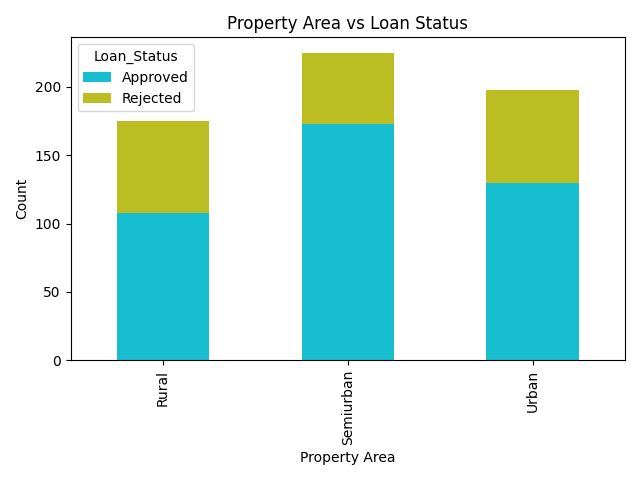 Property Area vs Loan Status
Loan_Status
Approved
Rejected
Count
200
150
100
50
0
Rural
Semiurban
Urban
Property Area